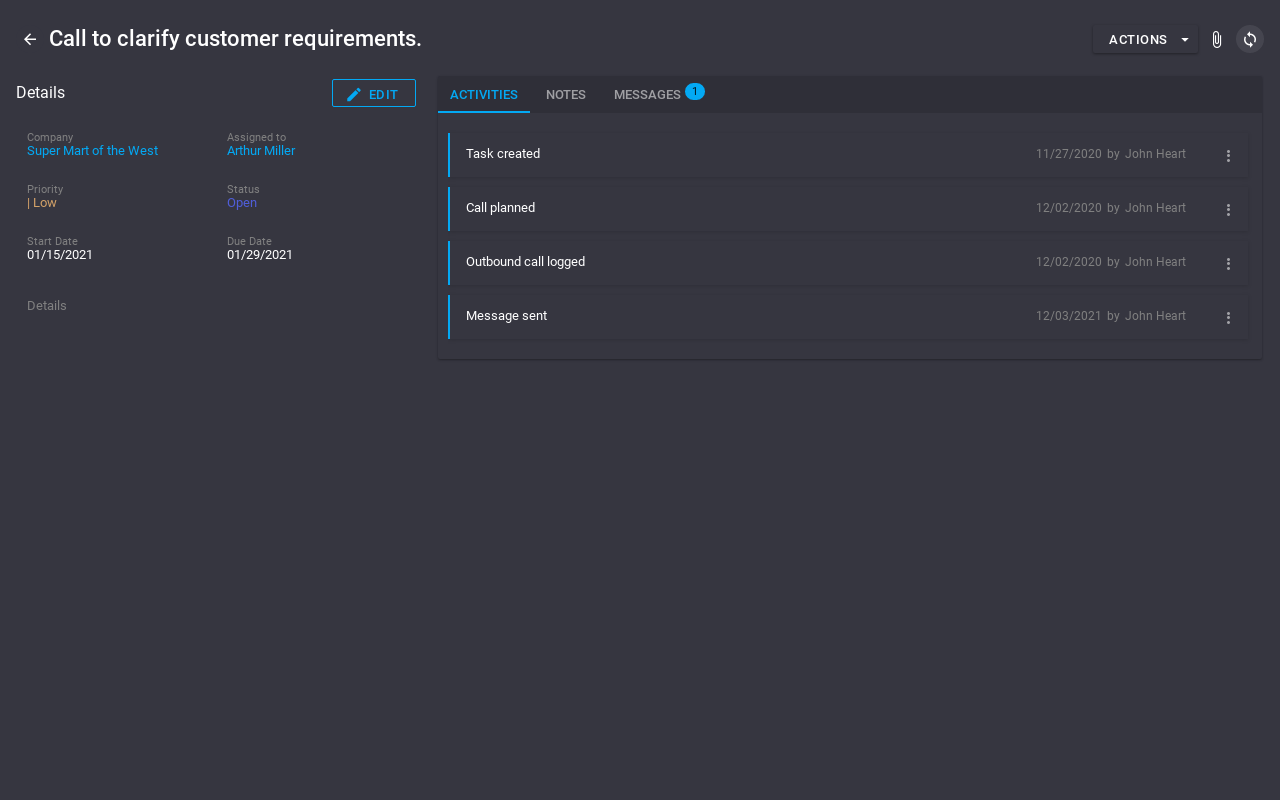 Call to clarify customer requirements.
ACTIONS
Details
EDIT
Company
Super Mart of the West
Assigned to
Arthur Miller
Priority
| Low
Status
Open
Start Date
01/15/2021
Due Date
01/29/2021
Details
ACTIVITIES NOTES MESSAGES 1
Task created 11/27/2020 by John Heart
Call planned 12/02/2020 by John Heart
Outbound call logged 12/02/2020 by John Heart
Message sent 12/03/2021 by John Heart